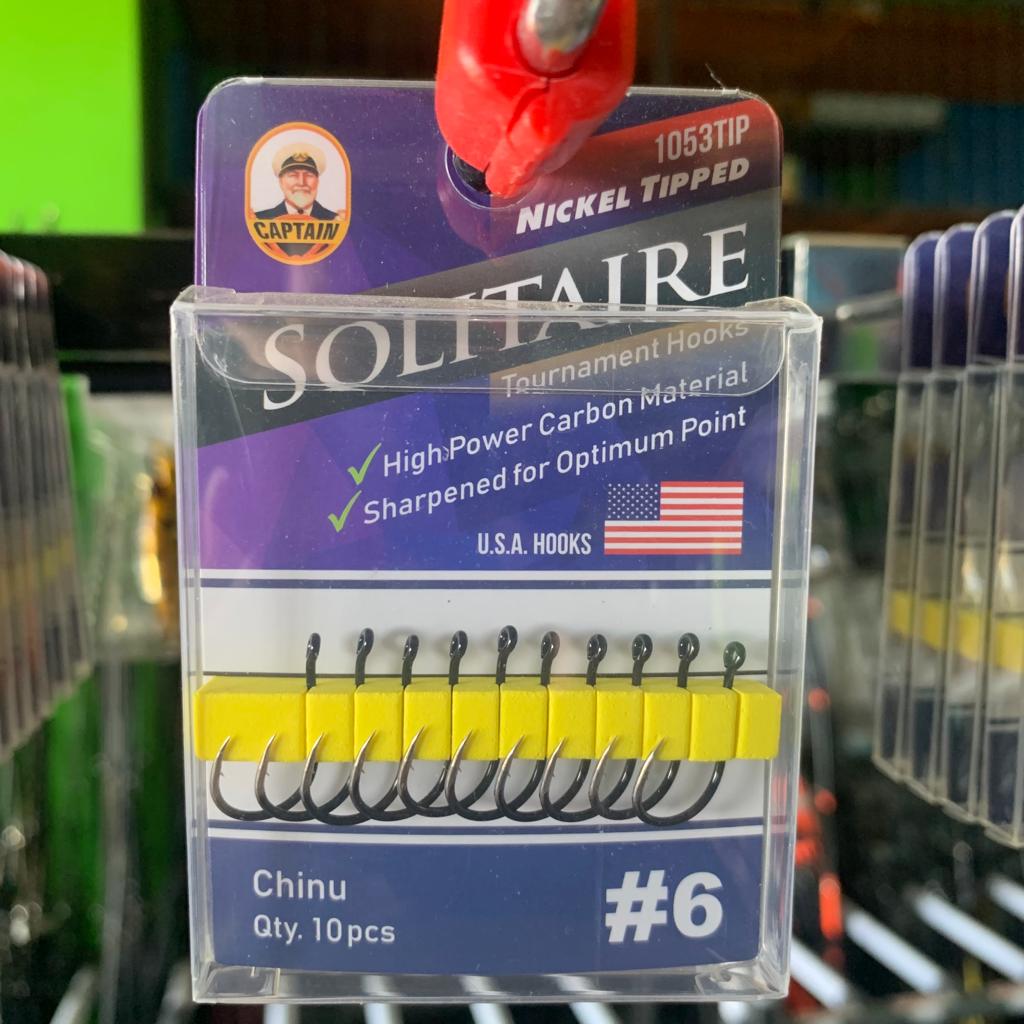 CAPTAIN
1053TIP
NICKEL TIPPED
SOLITAIRE
Tournament Hooks
High Power Carbon Material
Sharpened for Optimum Point
U.S.A. HOOKS
Chinu
Qty. 10pcs
#6